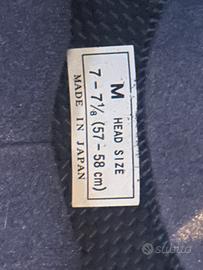 M
HEAD SIZE
7 – 7⅛ (57 – 58 cm)
MADE IN JAPAN
subito